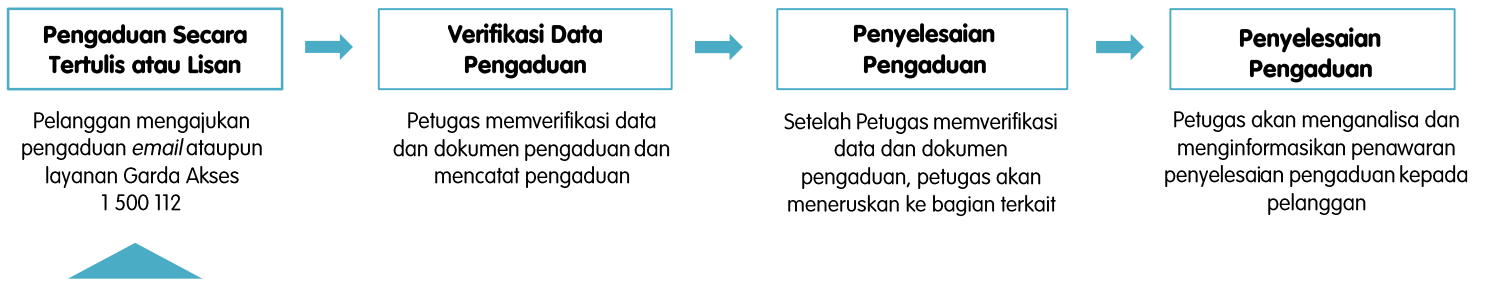 Pengaduan Secara
Tertulis atau Lisan
Pelanggan mengajukan
pengaduan email ataupun
layanan Garda Akses
1 500 112
Verifikasi Data
Pengaduan
Petugas memverifikasi data
dan dokumen pengaduan dan
mencatat pengaduan
Penyelesaian
Pengaduan
Setelah Petugas memverifikasi
data dan dokumen
pengaduan, petugas akan
meneruskan ke bagian terkait
Penyelesaian
Pengaduan
Petugas akan menganalisa dan
menginformasikan penawaran
penyelesaian pengaduan kepada
pelanggan